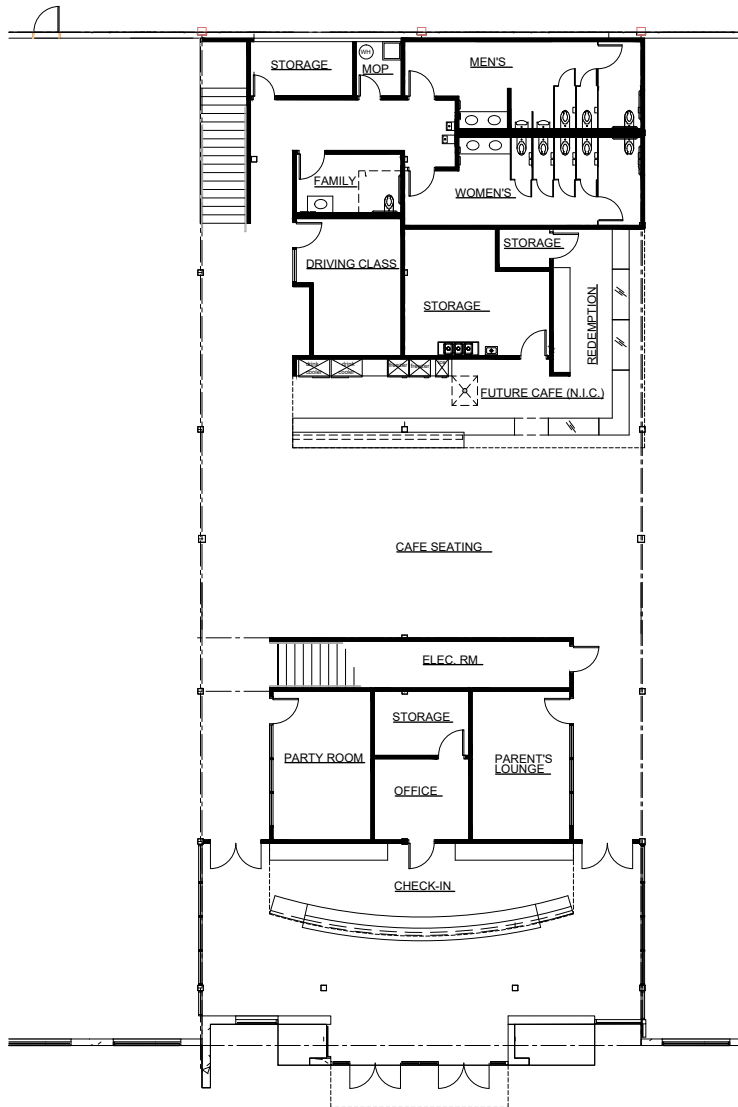 STORAGE
WH
MOP
MEN'S
FAMILY
WOMEN'S
DRIVING CLASS
STORAGE
STORAGE
REDEMPTION
FUTURE CAFE (N.I.C.)
CAFE SEATING
ELEC. RM
STORAGE
PARTY ROOM
PARENT'S
LOUNGE
OFFICE
CHECK-IN